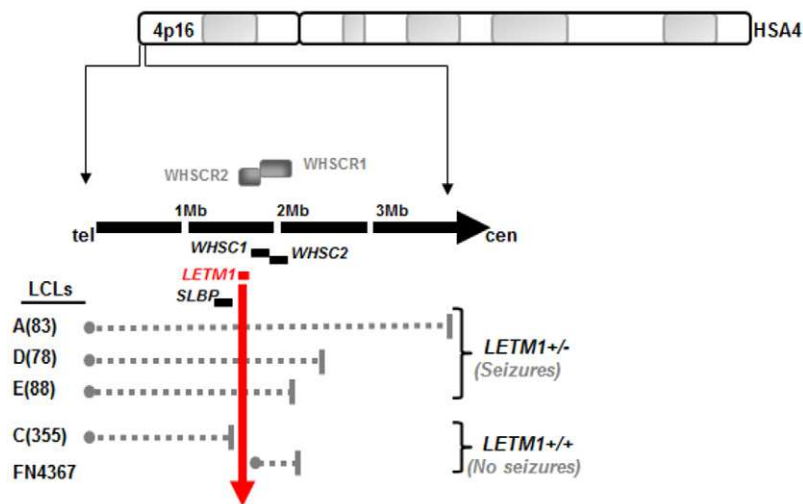 4p16
HSA4
WHSCR2
WHSCR1
1Mb 2Mb 3Mb
tel
cen
WHSC1
WHSC2
LETM1
SLBP
LCLs
A(83)
D(78)
E(88)
LETM1+/-
(Seizures)
C(355)
FN4367
LETM1+/+
(No seizures)